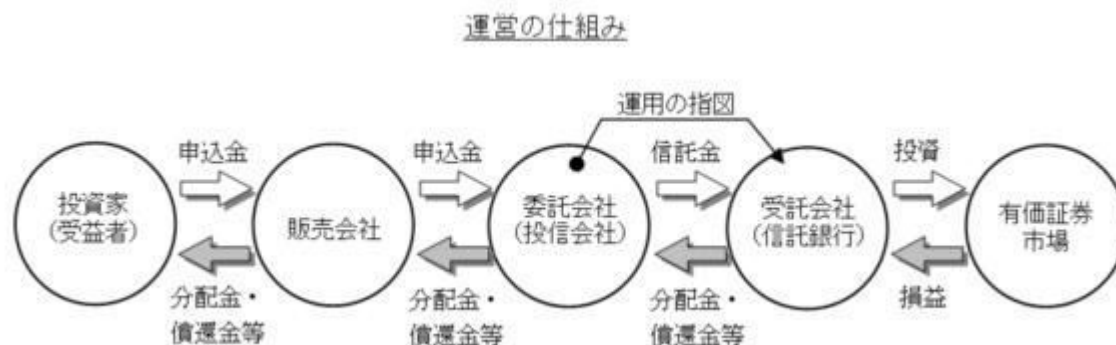 運営の仕組み
運用の指図
申込金
申込金
信託金
投資
投資家
(受益者)
販売会社
委託会社
(投信会社)
受託会社
(信託銀行)
有価証券
市場
分配金・
償還金等
分配金・
償還金等
分配金・
償還金等
損益